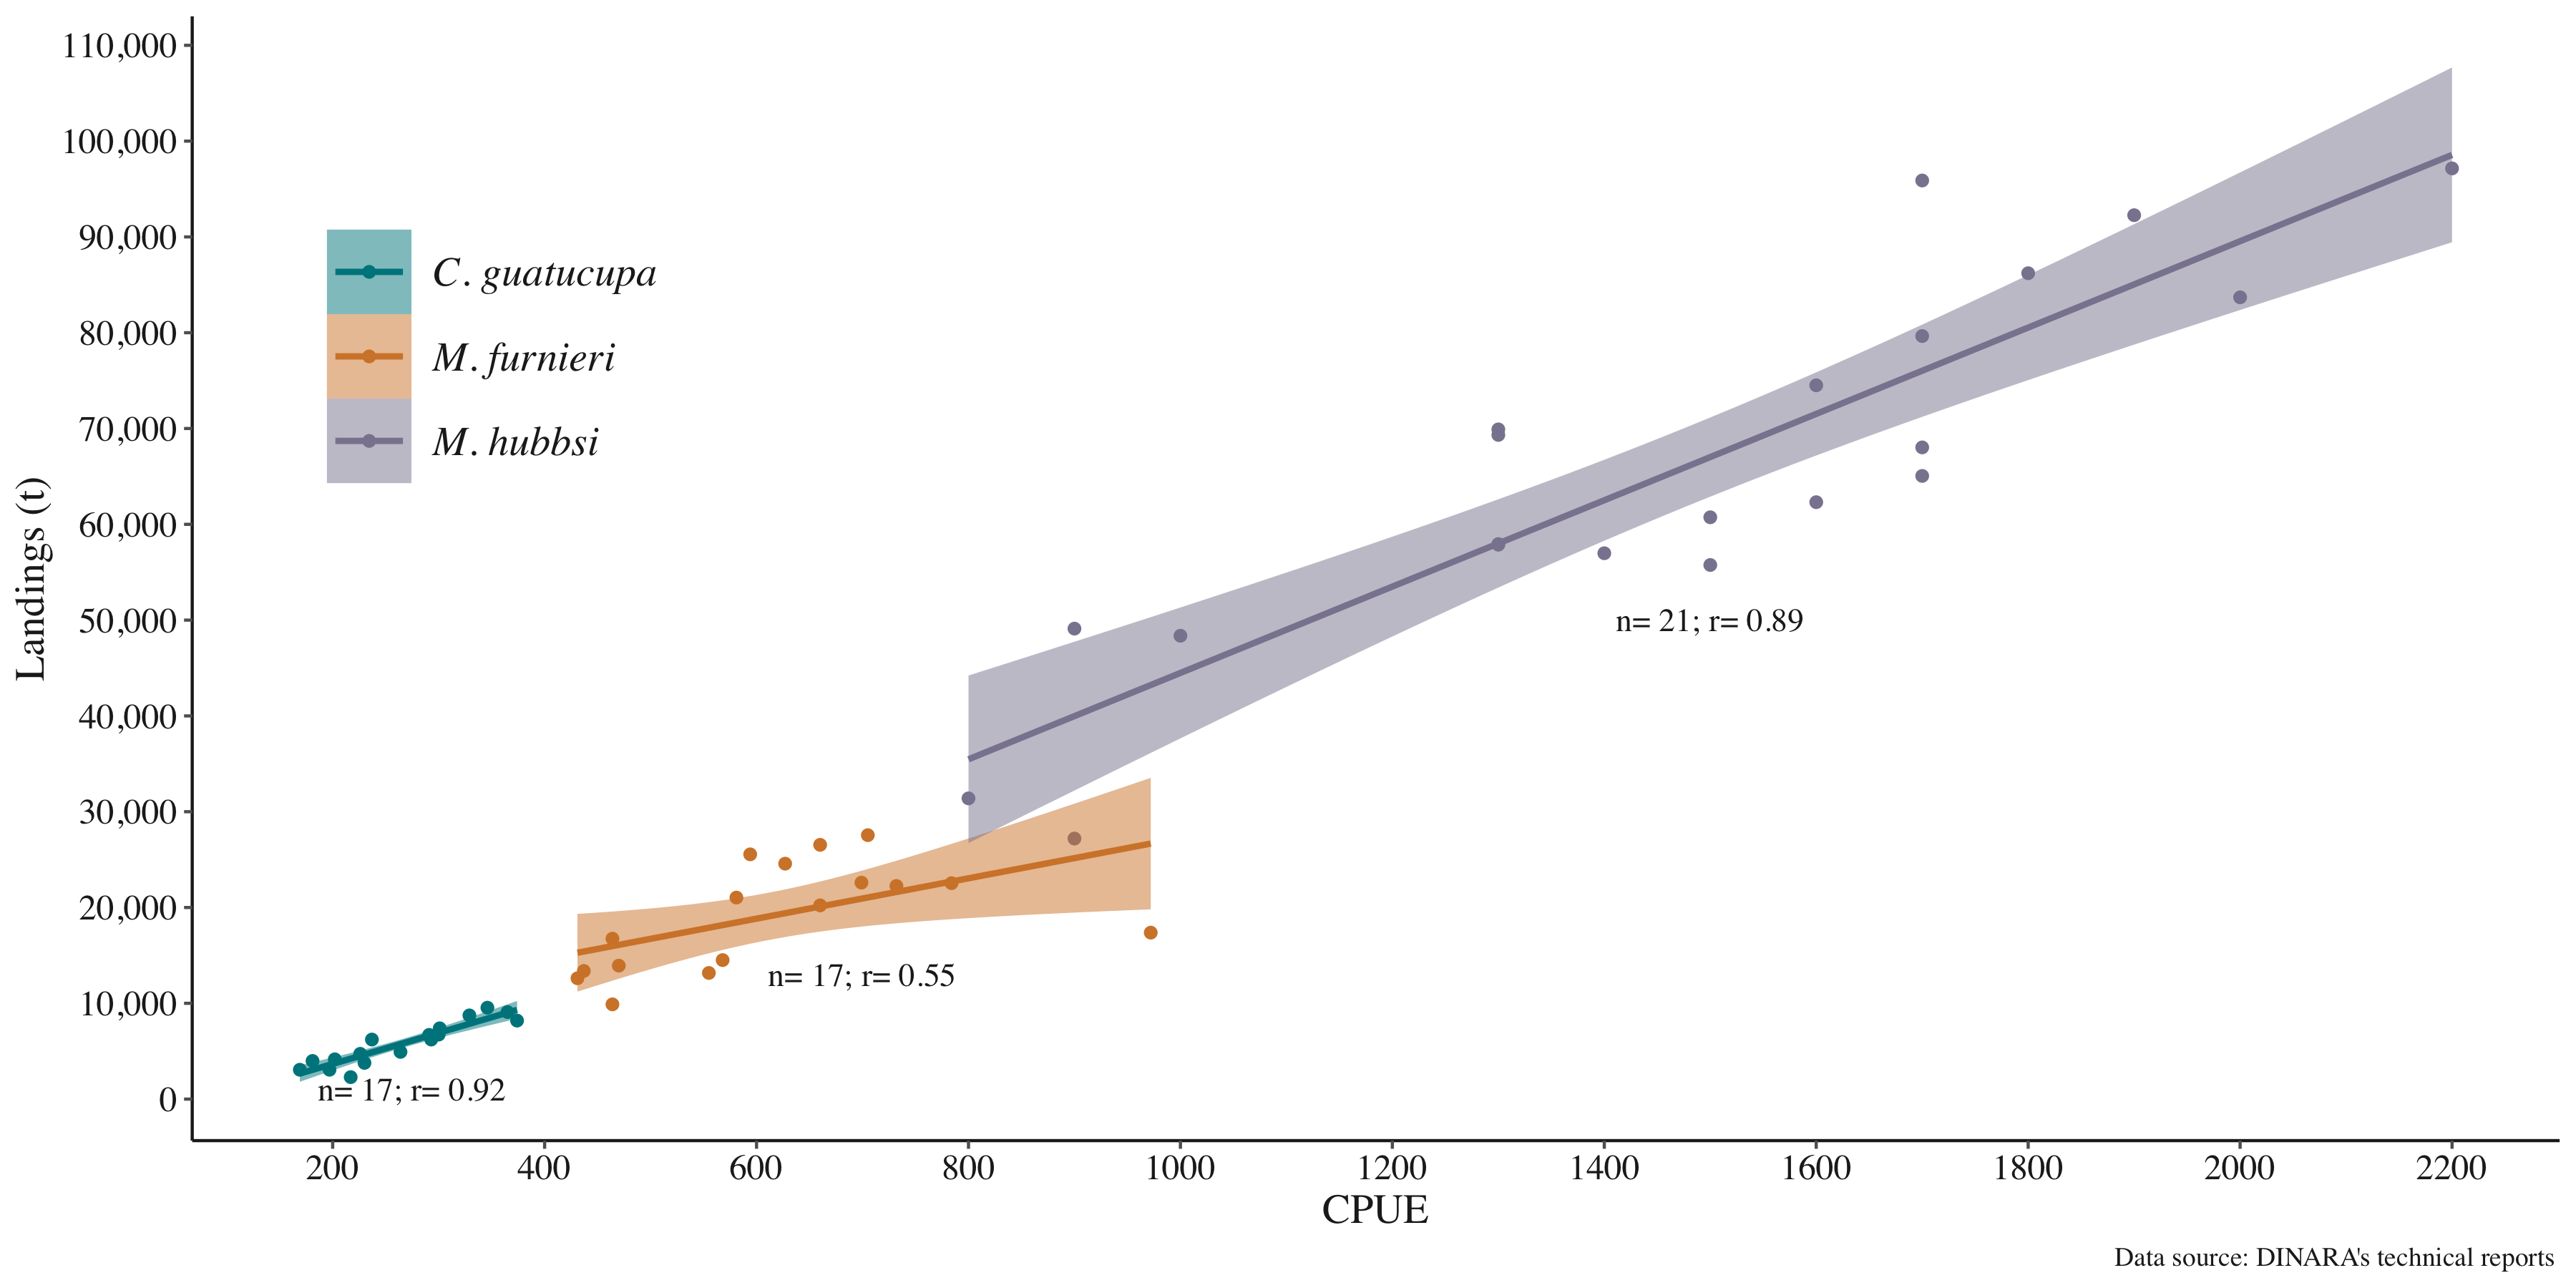 110,000
100,000
90,000
80,000
70,000
60,000
50,000
40,000
30,000
20,000
10,000
0
Landings (t)
C. guatucupa
M. furnieri
M. hubbsi
n= 21; r= 0.89
n= 17; r= 0.55
n= 17; r= 0.92
200 400 600 800 1000 1200 1400 1600 1800 2000 2200
CPUE
Data source: DINARA's technical reports